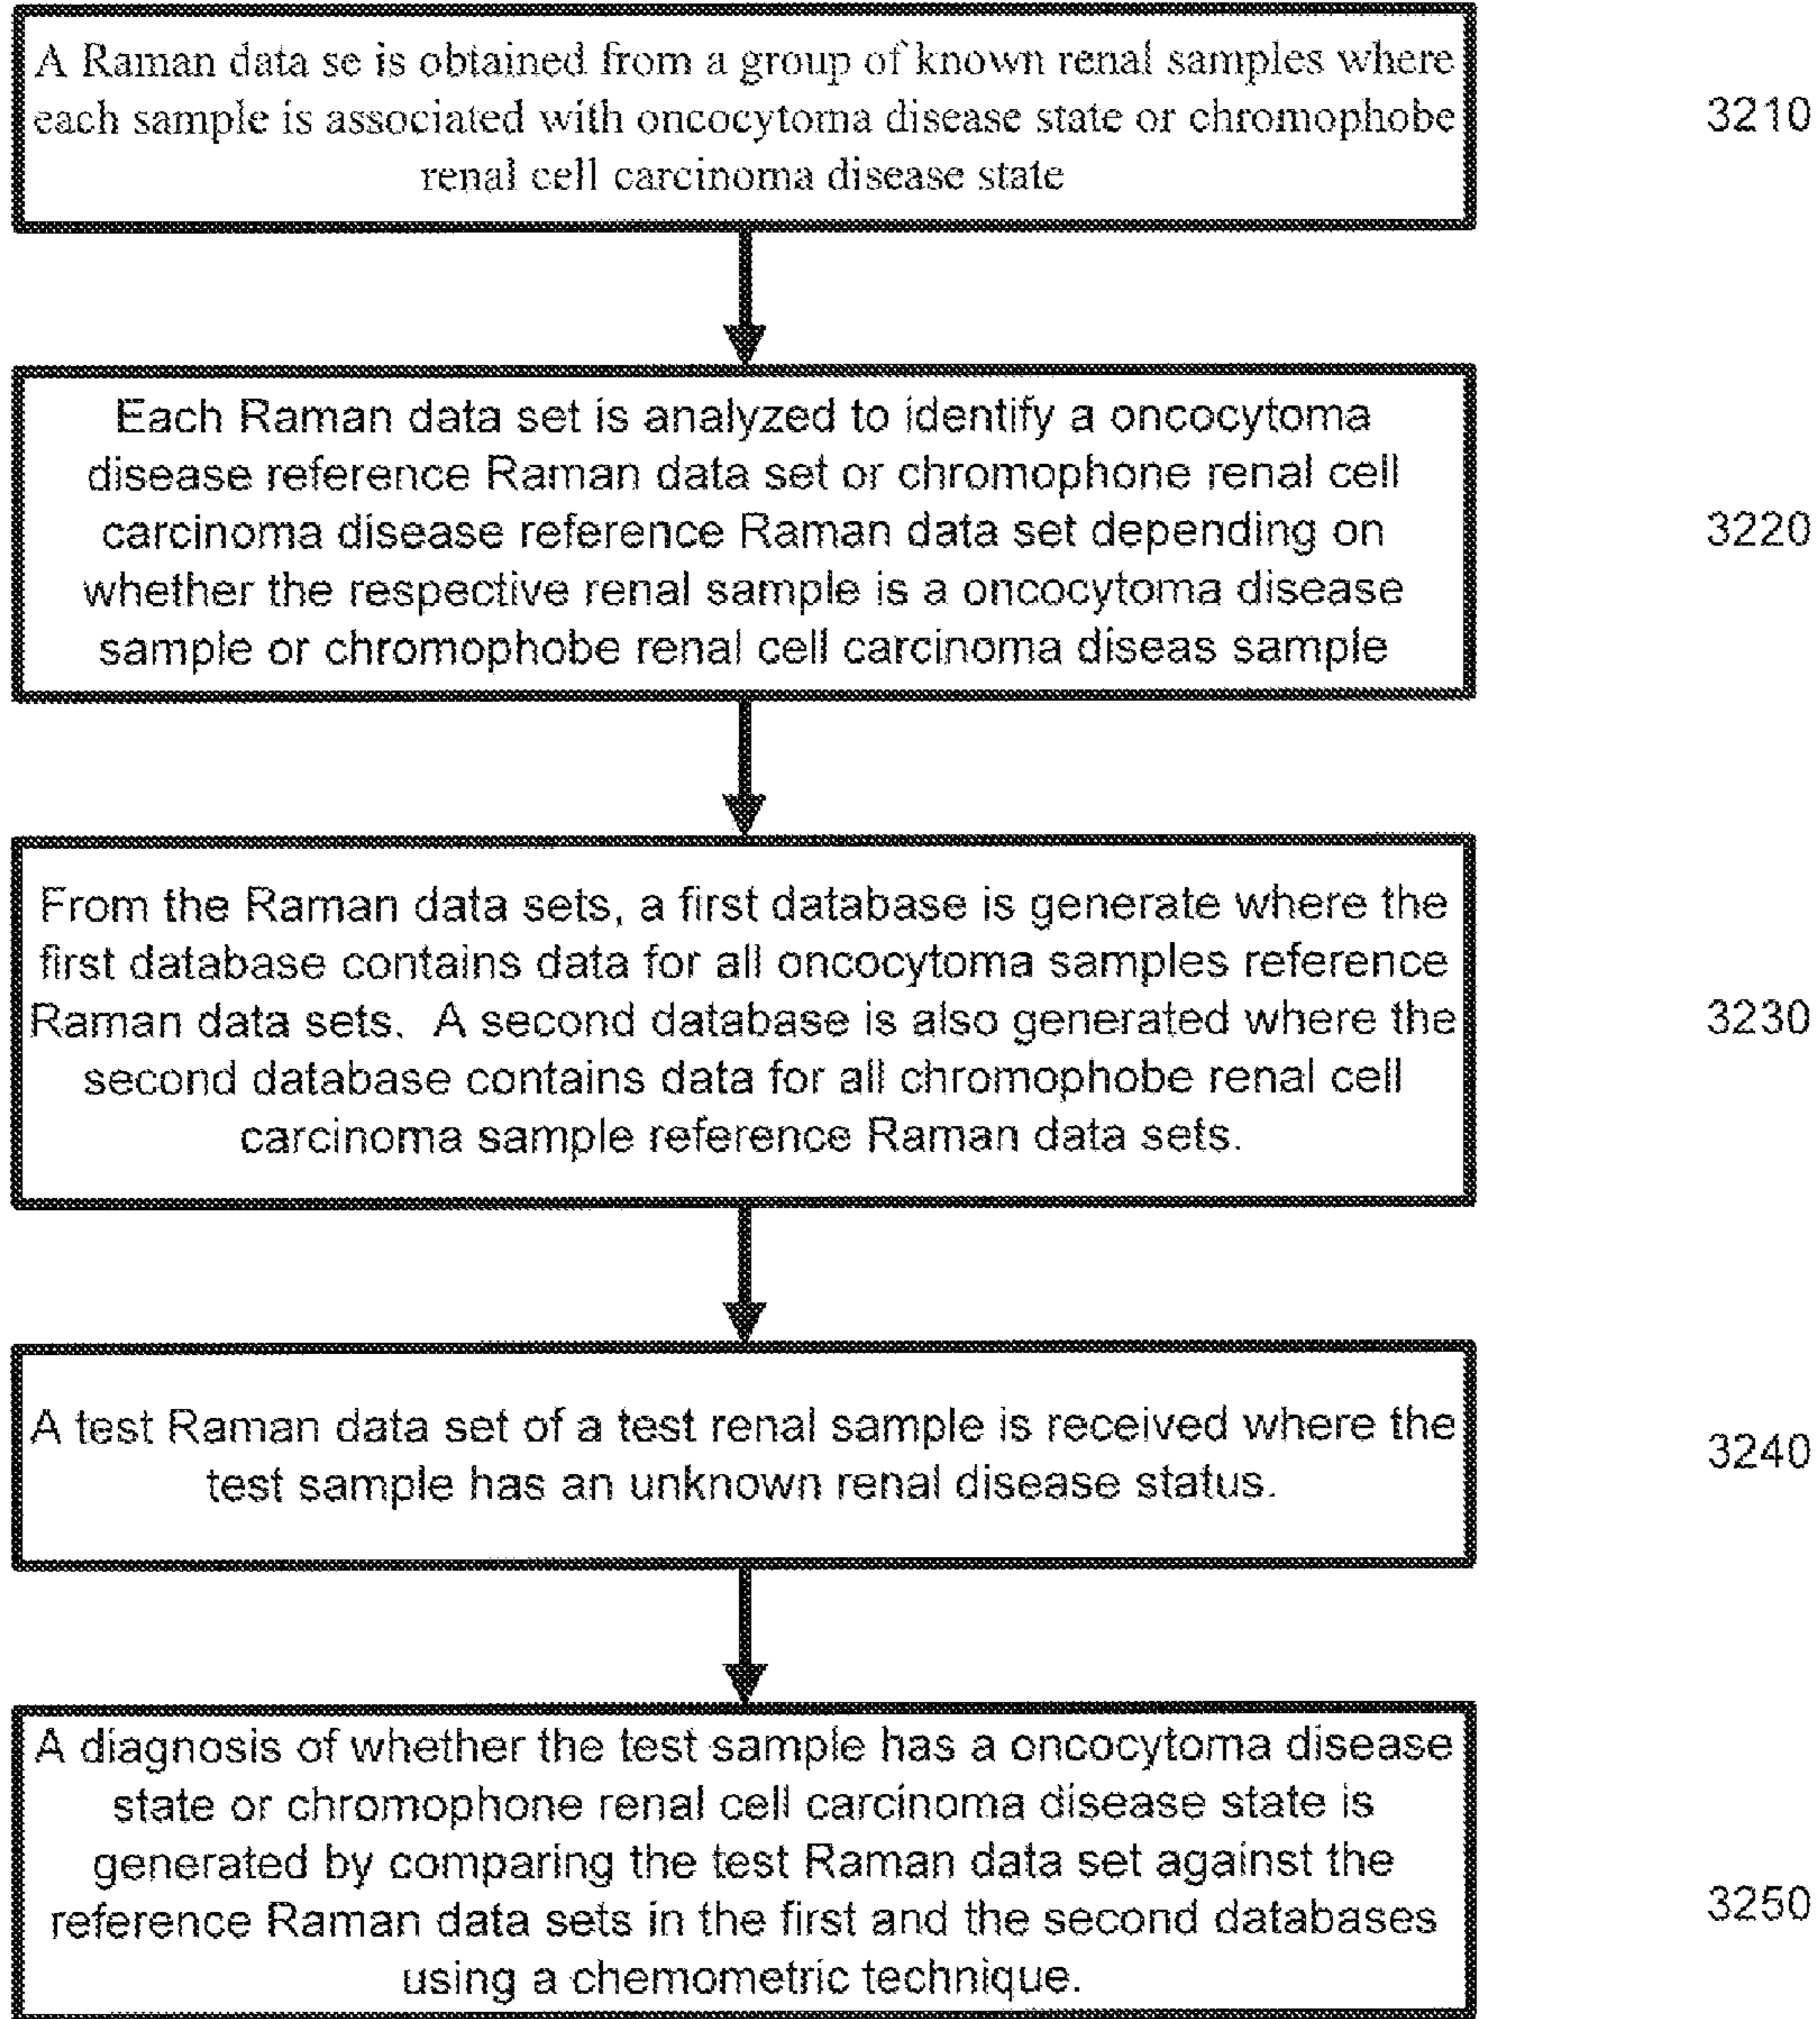 A Raman data se is obtained from a group of known renal samples where
each sample is associated with oncocytoma disease state or chromophobe
renal cell carcinoma disease state
3210
Each Raman data set is analyzed to identify a oncocytoma
disease reference Raman data set or chromophone renal cell
carcinoma disease reference Raman data set depending on
whether the respective renal sample is a oncocytoma disease
sample or chromophobe renal cell carcinoma diseas sample
3220
From the Raman data sets, a first database is generate where the
first database contains data for all oncocytoma samples reference
Raman data sets. A second database is also generated where the
second database contains data for all chromophobe renal cell
carcinoma sample reference Raman data sets.
3230
A test Raman data set of a test renal sample is received where the
test sample has an unknown renal disease status.
3240
A diagnosis of whether the test sample has a oncocytoma disease
state or chromophone renal cell carcinoma disease state is
generated by comparing the test Raman data set against the
reference Raman data sets in the first and the second databases
using a chemometric technique.
3250